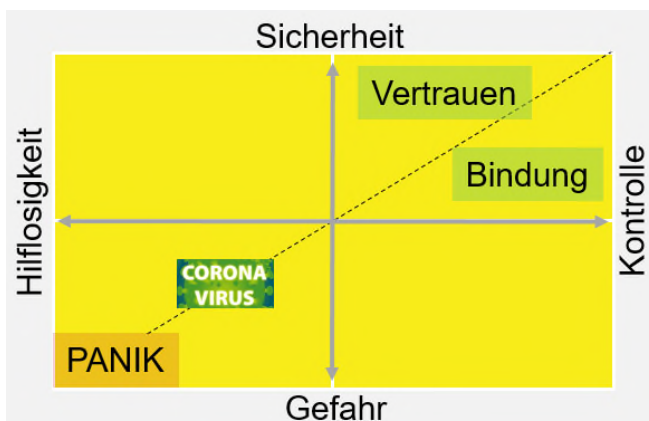 Sicherheit
Vertrauen
Hilflosigkeit
Bindung
Kontrolle
CORONA
VIRUS
PANIK
Gefahr